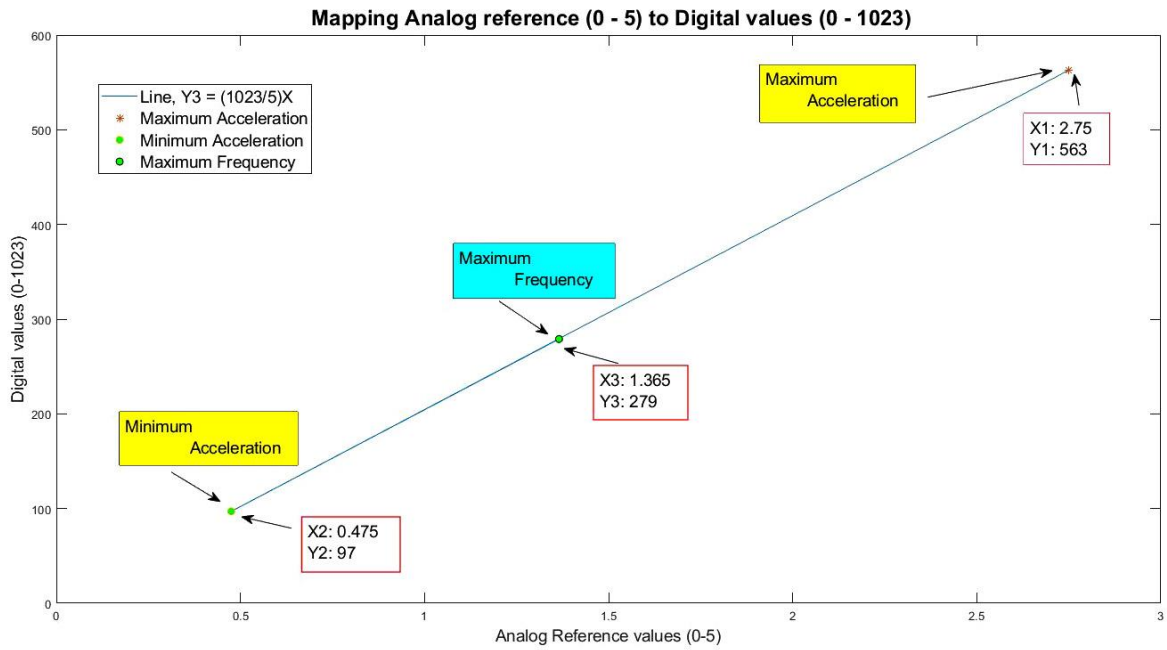 Mapping Analog reference (0 - 5) to Digital values (0 - 1023)
600
500
400
300
200
100
0
Digital values (0-1023)
Line, Y3 = (1023/5)X
Maximum Acceleration
Minimum Acceleration
Maximum Frequency
Maximum
Acceleration
X1: 2.75
Y1: 563
Maximum
Frequency
X3: 1.365
Y3: 279
Minimum
Acceleration
X2: 0.475
Y2: 97
0 0.5 1 1.5 2 2.5 3
Analog Reference values (0-5)